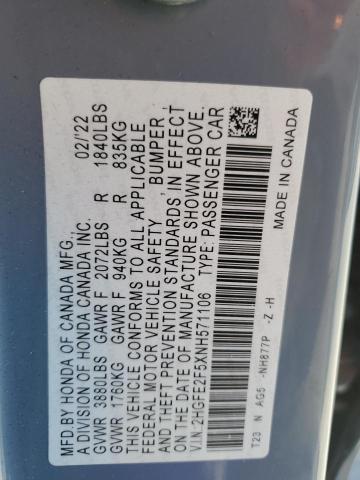 MFD.BY HONDA OF CANADA MFG., 02/22
A DIVISION OF HONDA CANADA INC.
GVWR 3880LBS GAWR F 2072LBS R 1840LBS
GVWR 1760KG GAWR F 940KG R 835KG
THIS VEHICLE CONFORMS TO ALL APPLICABLE
FEDERAL MOTOR VEHICLE SAFETY , BUMPER ,
AND THEFT PREVENTION STANDARDS IN EFFECT
ON THE DATE OF MANUFACTURE SHOWN ABOVE.
V.I.N:2HGFE2F5XNH571106 TYPE: PASSENGER CAR
T23 N AG5 -NH877P -Z -H MADE IN CANADA